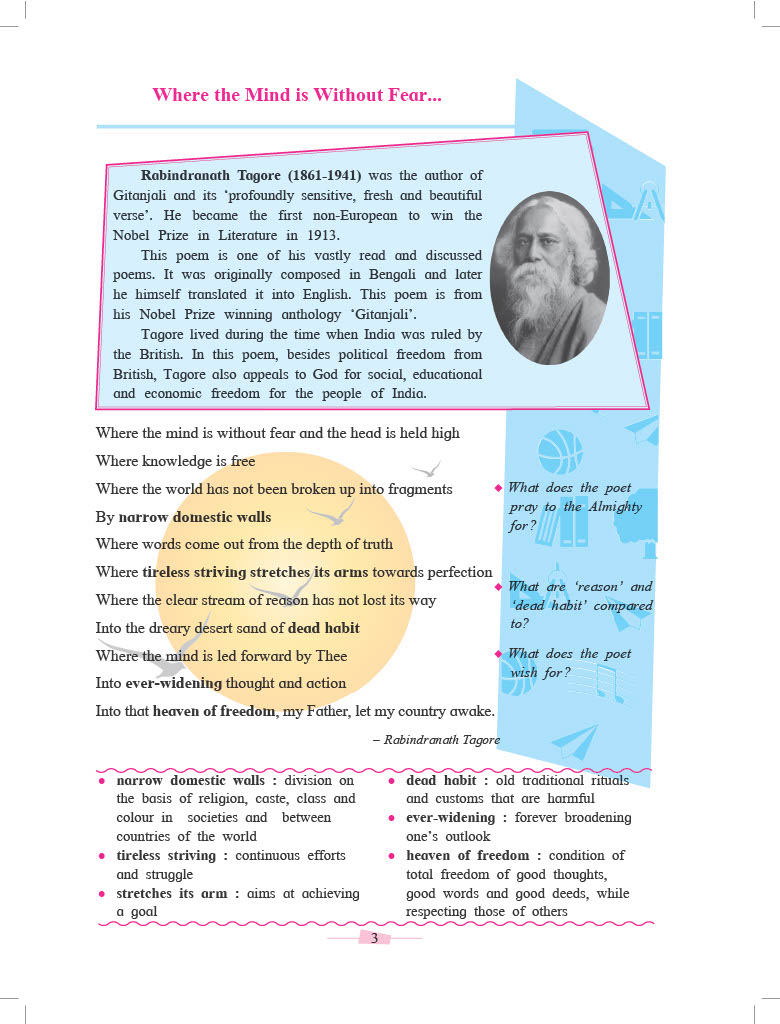 Where the Mind is Without Fear...
Rabindranath Tagore (1861-1941) was the author of
Gitanjali and its ‘profoundly sensitive, fresh and beautiful
verse’. He became the first non-European to win the
Nobel Prize in Literature in 1913.
This poem is one of his vastly read and discussed
poems. It was originally composed in Bengali and later
he himself translated it into English. This poem is from
his Nobel Prize winning anthology ‘Gitanjali’.
Tagore lived during the time when India was ruled by
the British. In this poem, besides political freedom from
British, Tagore also appeals to God for social, educational
and economic freedom for the people of India.
Where the mind is without fear and the head is held high
Where knowledge is free
Where the world has not been broken up into fragments
By narrow domestic walls
Where words come out from the depth of truth
Where tireless striving stretches its arms towards perfection
Where the clear stream of reason has not lost its way
Into the dreary desert sand of dead habit
Where the mind is led forward by Thee
Into ever-widening thought and action
Into that heaven of freedom, my Father, let my country awake.
– Rabindranath Tagore
◆ What does the poet
pray to the Almighty
for?
◆ What are ‘reason’ and
‘dead habit’ compared
to?
◆ What does the poet
wish for?
● narrow domestic walls : division on
the basis of religion, caste, class and
colour in societies and between
countries of the world
● tireless striving : continuous efforts
and struggle
● stretches its arm : aims at achieving
a goal
● dead habit : old traditional rituals
and customs that are harmful
● ever-widening : forever broadening
one’s outlook
● heaven of freedom : condition of
total freedom of good thoughts,
good words and good deeds, while
respecting those of others
3